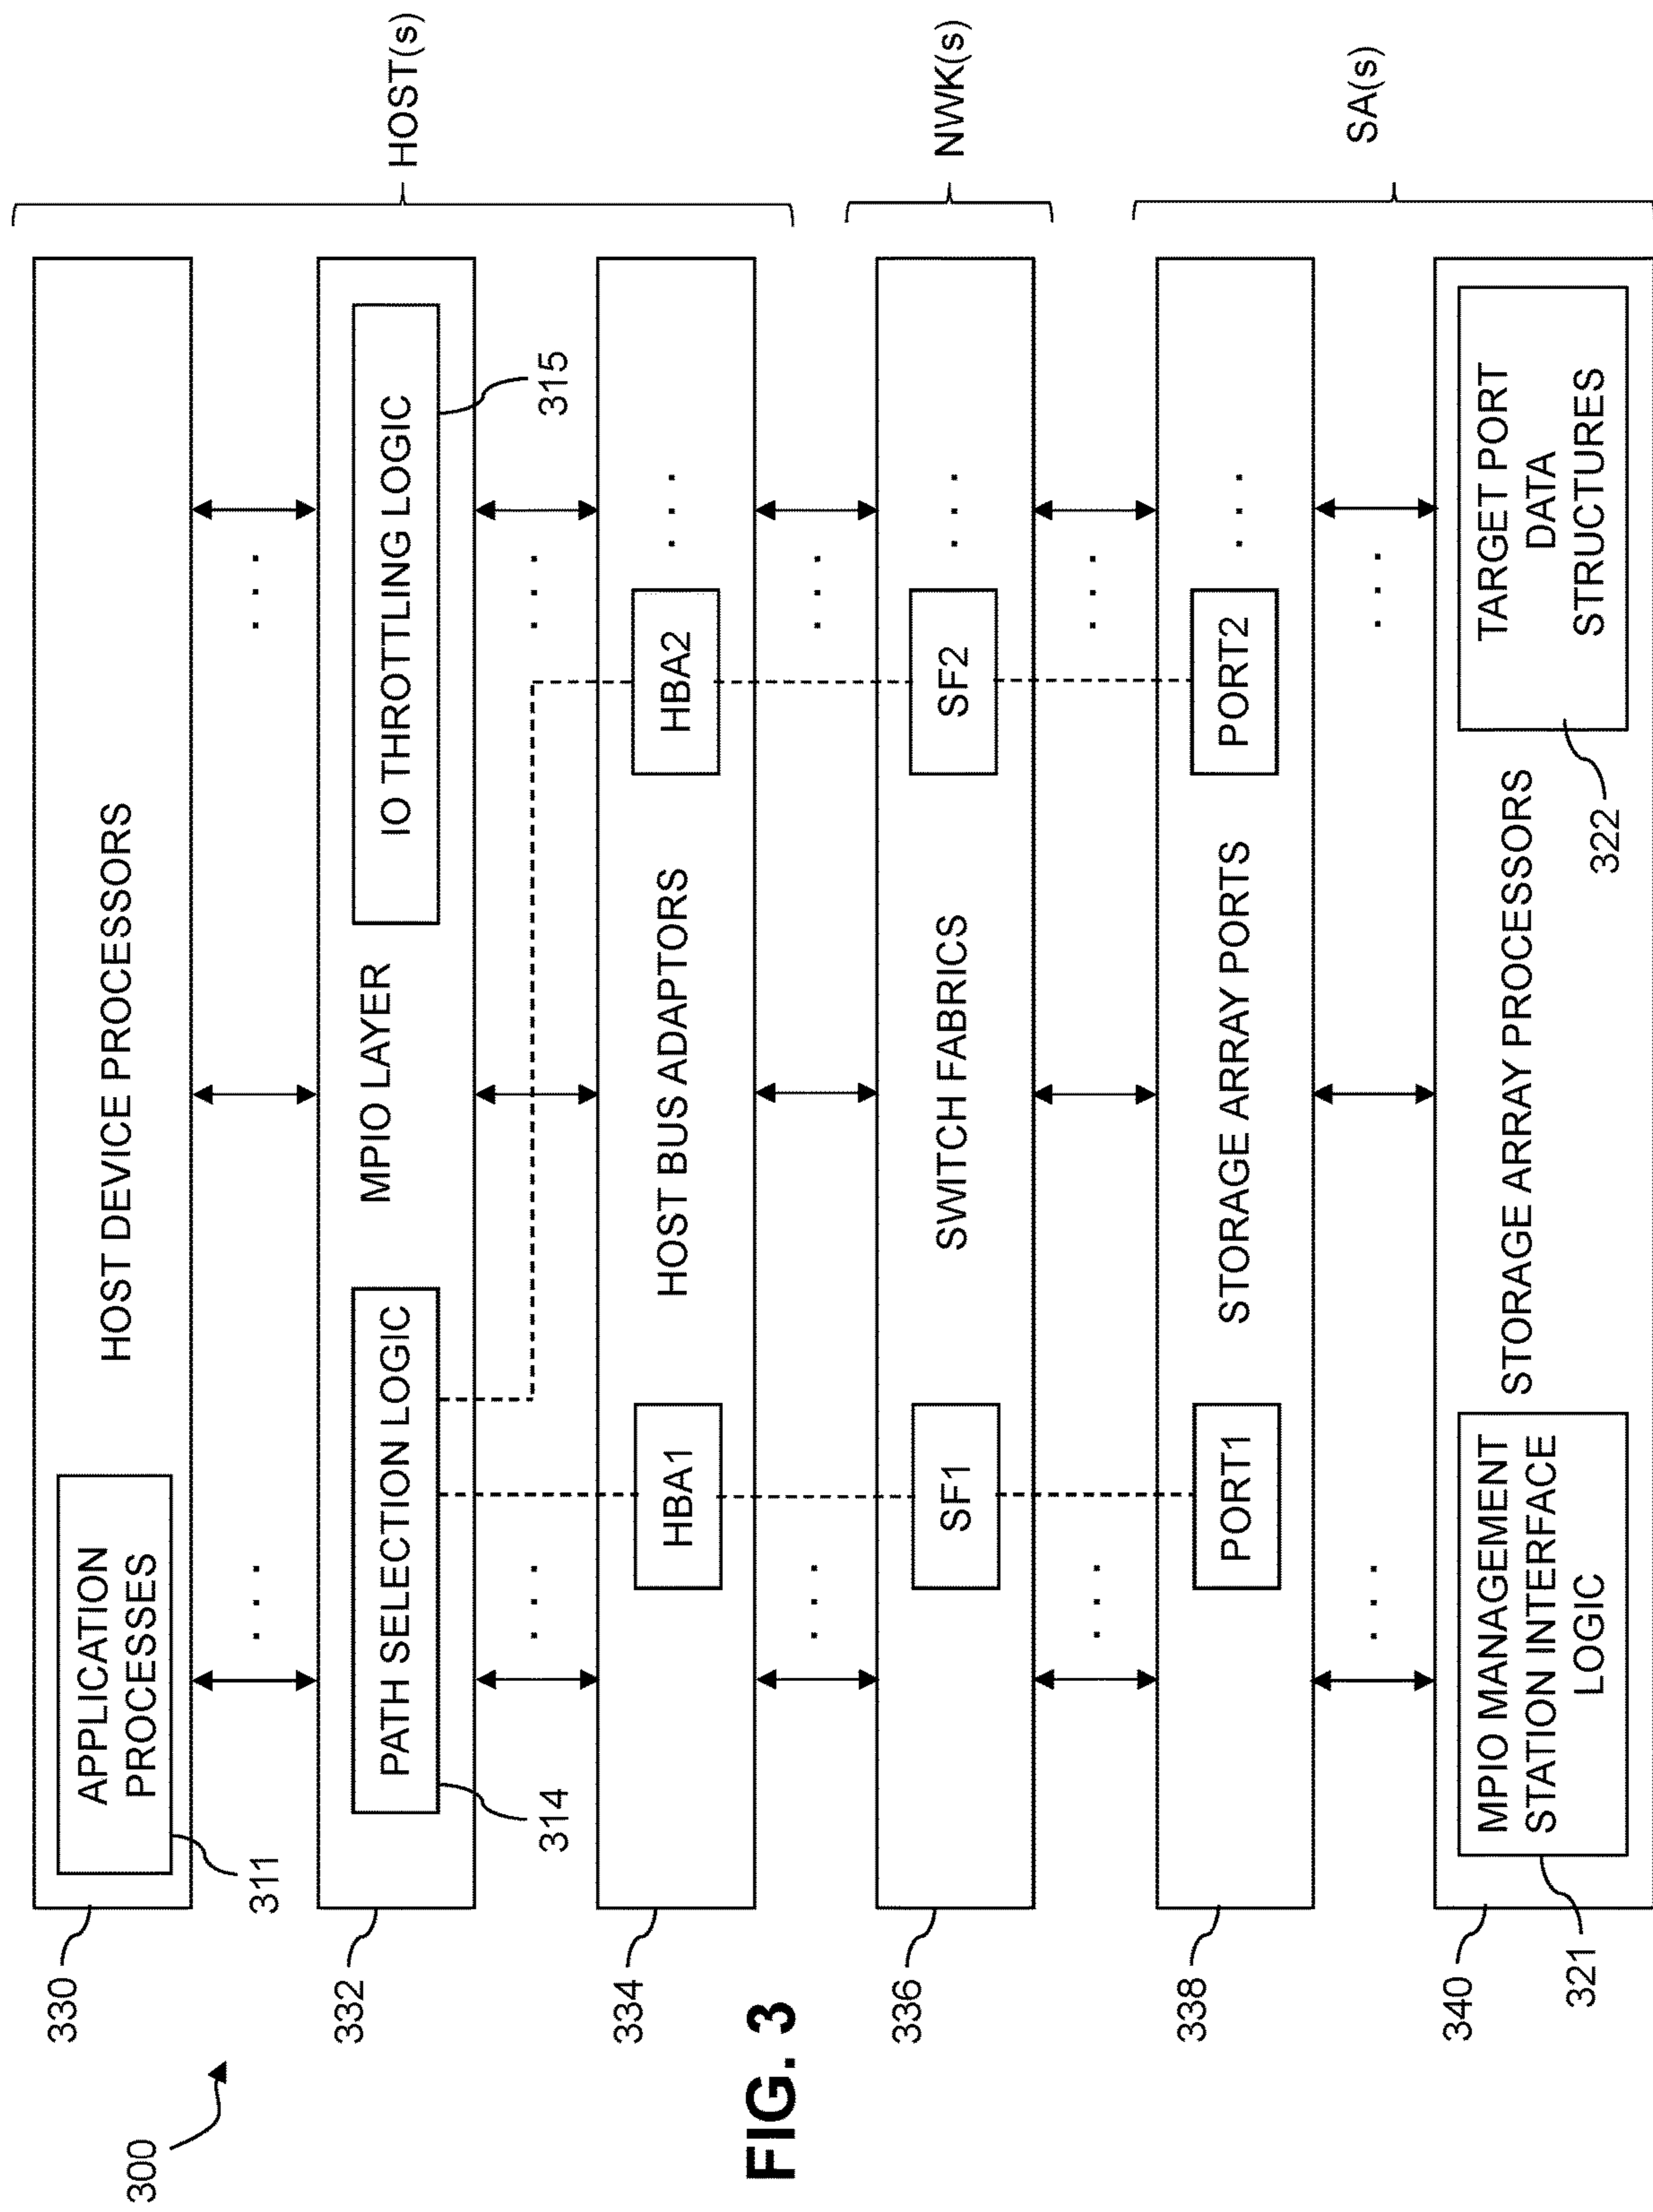 300
330
HOST DEVICE PROCESSORS
APPLICATION
PROCESSES
311
. . .
. . .
332
MPIO LAYER
PATH SELECTION LOGIC
314
IO THROTTLING LOGIC
315
. . .
. . .
HOST(s)
334
HBA1
HOST BUS ADAPTORS
HBA2
. . .
. . .
. . .
336
SF1
SWITCH FABRICS
SF2
. . .
NWK(s)
. . .
. . .
338
PORT1
STORAGE ARRAY PORTS
PORT2
. . .
. . .
. . .
SA(s)
340
MPIO MANAGEMENT
STATION INTERFACE
LOGIC
321
STORAGE ARRAY PROCESSORS
TARGET PORT
DATA
STRUCTURES
322
FIG. 3